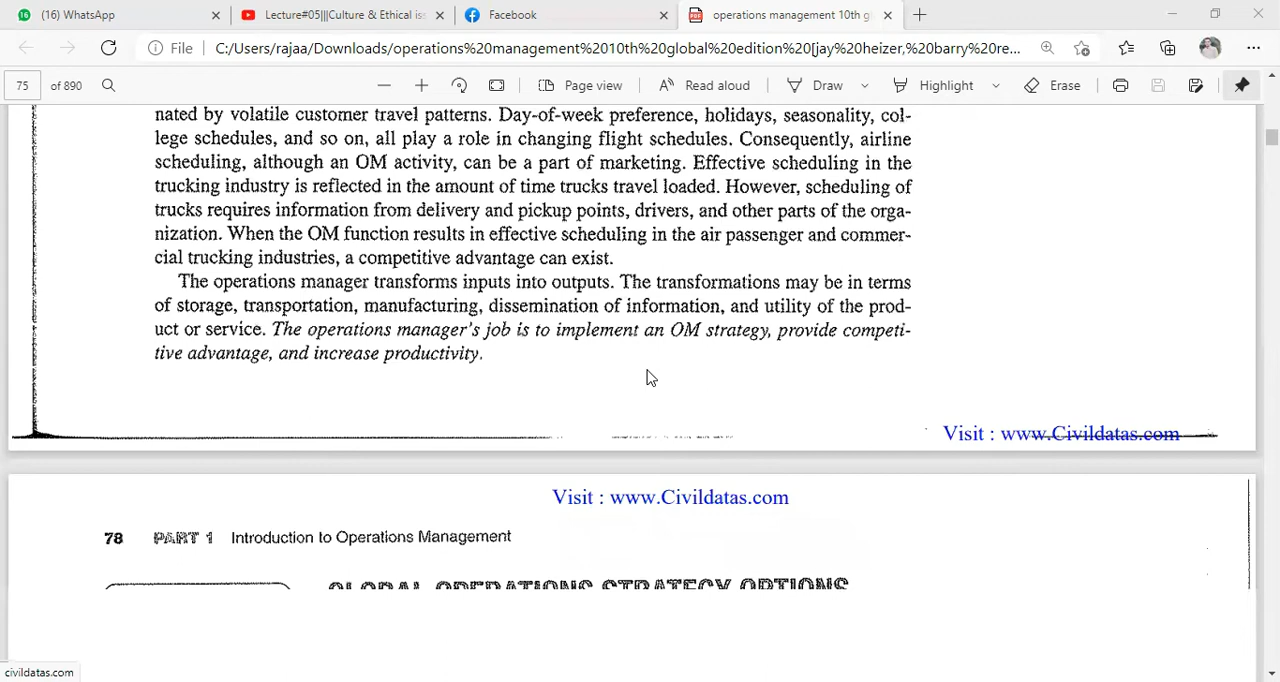 (16) WhatsApp
Lecture#05|||Culture & Ethical is
Facebook
operations management 10th g
File
C:/Users/rajaa/Downloads/operations%20management%2010th%20global%20edition%20[jay%20heizer,%20barry%20re...
75 of 890
Page view
Read aloud
Draw
Highlight
Erase
nated by volatile customer travel patterns. Day-of-week preference, holidays, seasonality, col-
lege schedules, and so on, all play a role in changing flight schedules. Consequently, airline
scheduling, although an OM activity, can be a part of marketing. Effective scheduling in the
trucking industry is reflected in the amount of time trucks travel loaded. However, scheduling of
trucks requires information from delivery and pickup points, drivers, and other parts of the orga-
nization. When the OM function results in effective scheduling in the air passenger and commer-
cial trucking industries, a competitive advantage can exist.
The operations manager transforms inputs into outputs. The transformations may be in terms
of storage, transportation, manufacturing, dissemination of information, and utility of the prod-
uct or service. The operations manager's job is to implement an OM strategy, provide competi-
tive advantage, and increase productivity.
Visit : www.Civildatas.com
Visit : www.Civildatas.com
78 PART 1 Introduction to Operations Management
GLOBAL OPERATIONS STRATEGY OPTIONS
civildatas.com